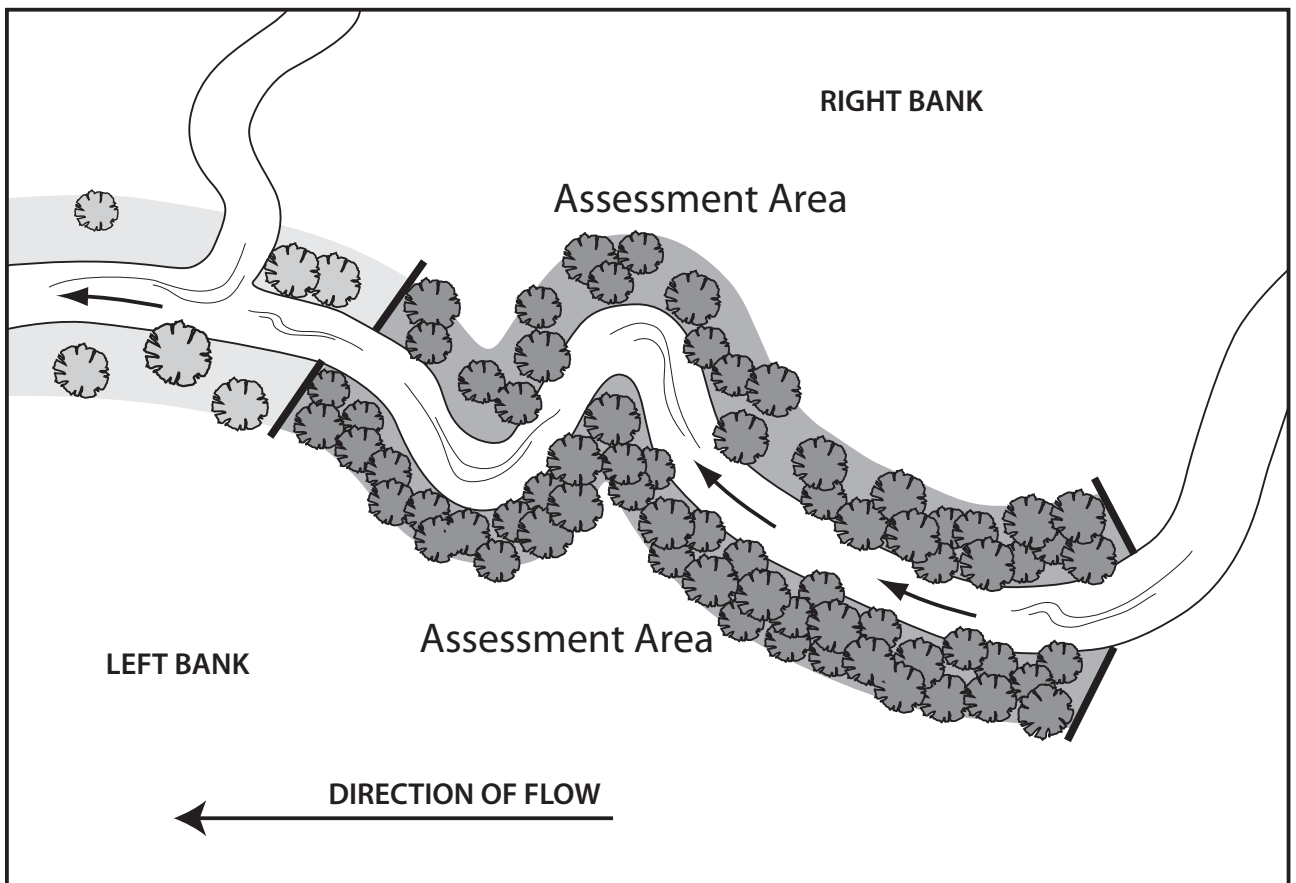 RIGHT BANK
Assessment Area
Assessment Area
LEFT BANK
DIRECTION OF FLOW